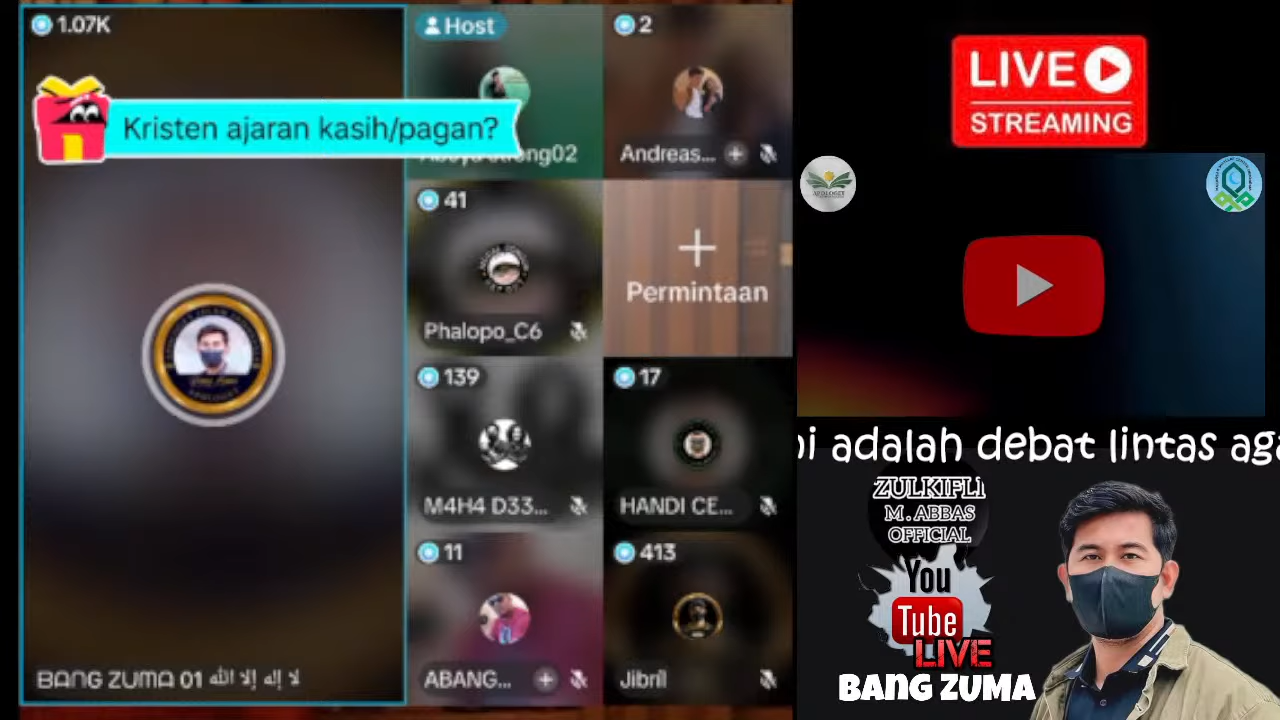 1.07K
Host
2
Kristen ajaran kasih/pagan?
Andreas...
41
Phalopo_C6
Permintaan
139
M4H4 D33...
17
HANDI CE...
11
ABANG...
413
Jibril
BANG ZUMA 01 لا إله إلا الله
LIVE
STREAMING
adalah debat lintas aga
ZULKIFLI
M. ABBAS
OFFICIAL
You
Tube
LIVE
BANG ZUMA